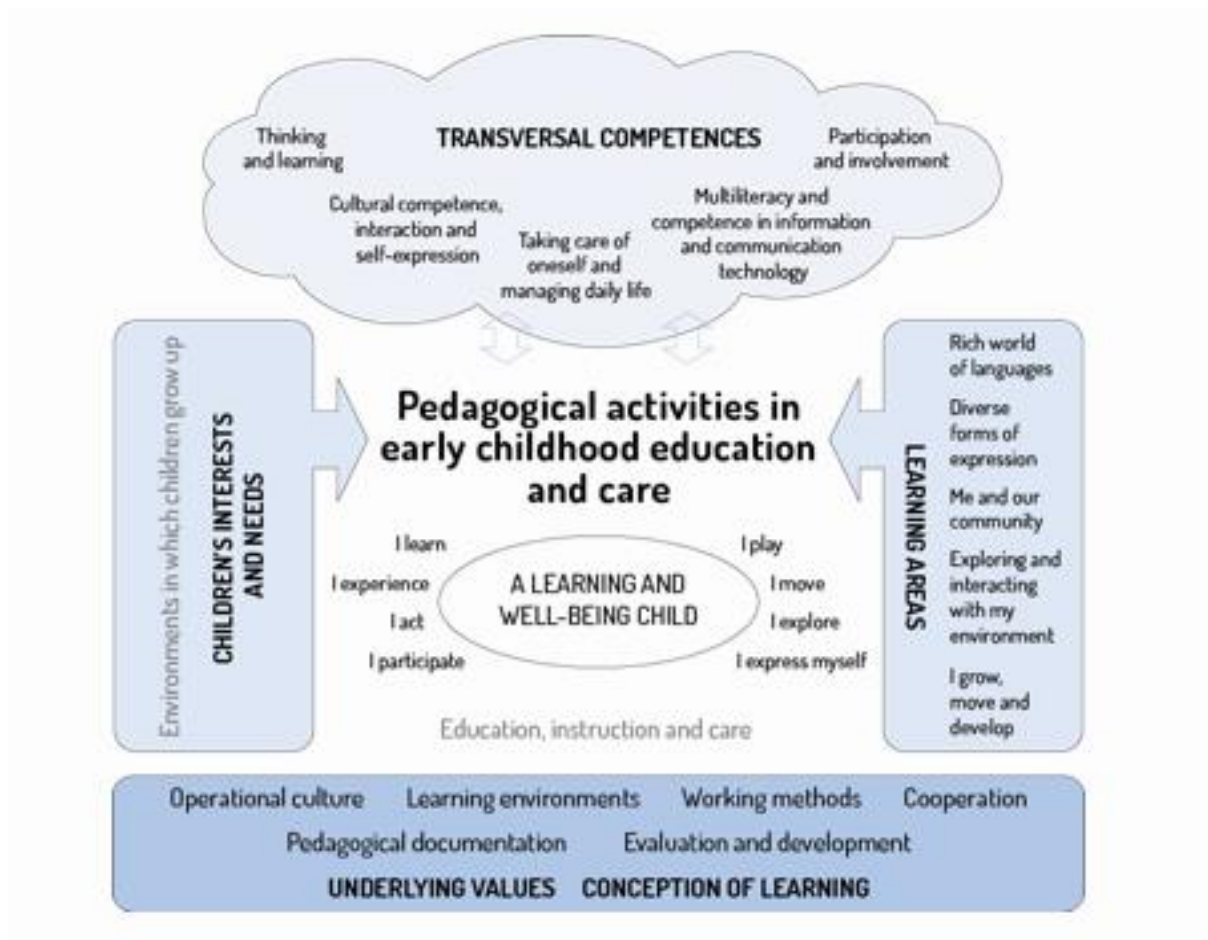 TRANSVERSAL COMPETENCES
Thinking
and learning
Cultural competence,
interaction and
self-expression
Taking care of
oneself and
managing daily life
Multiliteracy and
competence in information
and communication
technology
Participation
and involvement
Environments in which children grow up
CHILDREN'S INTERESTS
AND NEEDS
Pedagogical activities in
early childhood education
and care
I learn
I experience
I act
I participate
A LEARNING AND
WELL-BEING CHILD
I play
I move
I explore
I express myself
Education, instruction and care
LEARNING AREAS
Rich world
of languages
Diverse
forms of
expression
Me and our
community
Exploring and
interacting
with my
environment
I grow,
move and
develop
Operational culture Learning environments Working methods Cooperation
Pedagogical documentation Evaluation and development
UNDERLYING VALUES CONCEPTION OF LEARNING